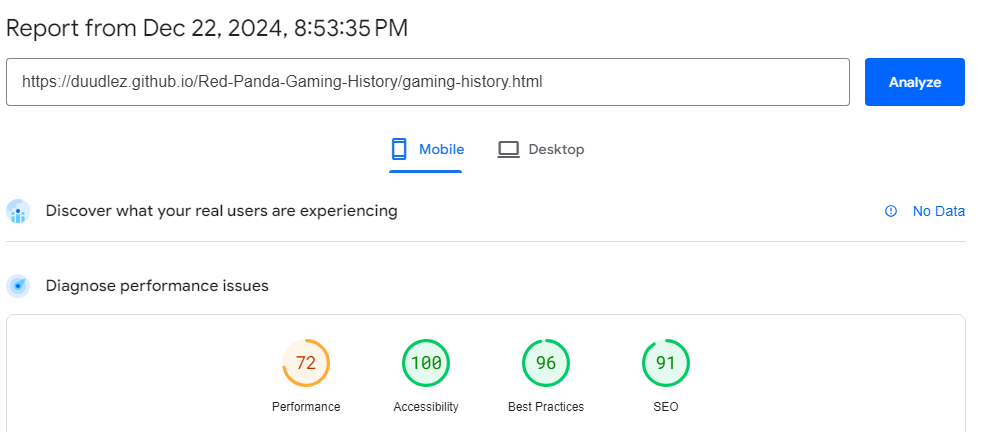 Report from Dec 22, 2024, 8:53:35 PM
https://duudlez.github.io/Red-Panda-Gaming-History/gaming-history.html
Analyze
Mobile
Desktop
Discover what your real users are experiencing
No Data
Diagnose performance issues
72
100
96
91
Performance
Accessibility
Best Practices
SEO